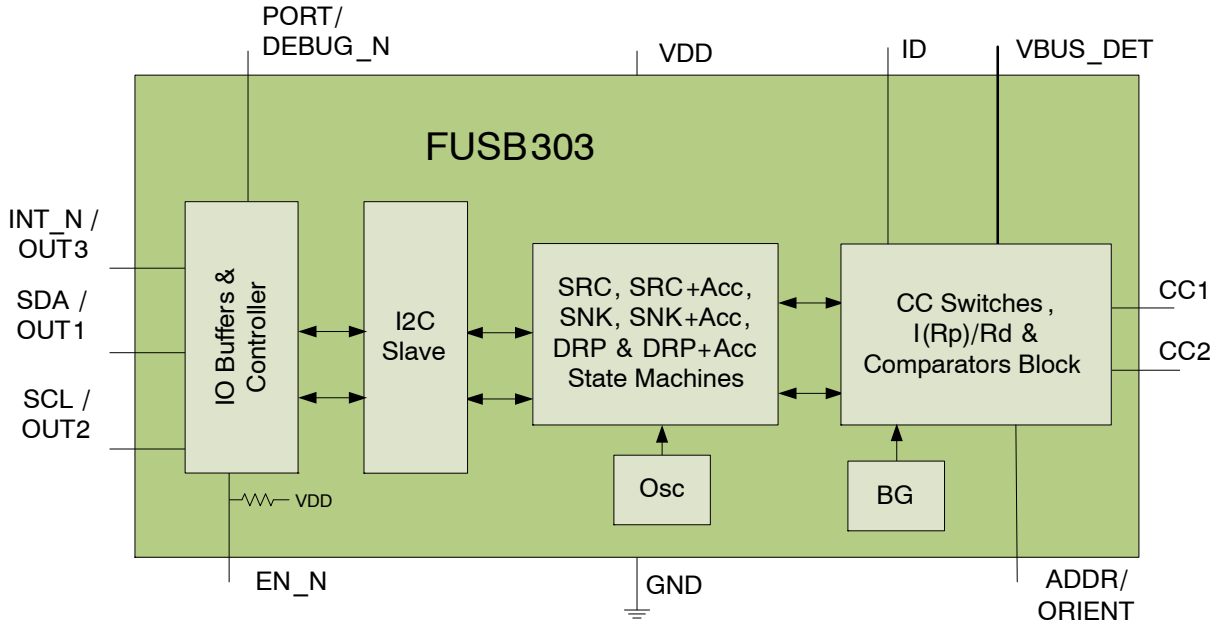 PORT/
DEBUG_N
VDD
ID
VBUS_DET
FUSB303
INT_N /
OUT3
SDA /
OUT1
SCL /
OUT2
IO Buffers &
Controller
I2C
Slave
SRC, SRC+Acc,
SNK, SNK+Acc,
DRP & DRP+Acc
State Machines
CC Switches ,
I(Rp)/Rd &
Comparators Block
CC1
CC2
Osc
BG
VDD
EN_N
GND
ADDR/
ORIENT